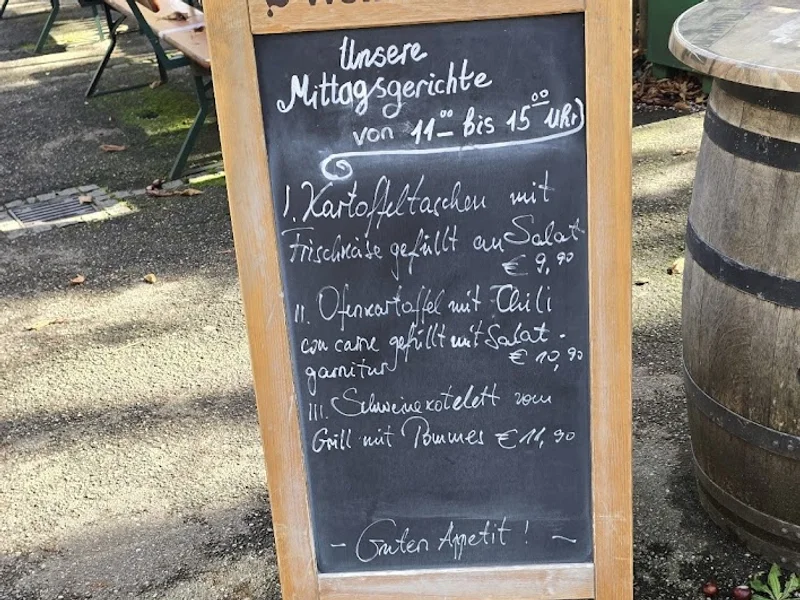 Unsere
Mittagsgerichte
von 11⁰⁰ bis 15⁰⁰ Uhr
I. Kartoffeltaschen mit
Frischkäse gefüllt an Salat
€ 9,90
II. Ofenkartoffel mit Chili
con carne gefüllt mit Salat-
€ 10,90
garnitur
III. Schweinekotelett vom
Grill mit Pommes € 11,90
- Guten Appetit! ~